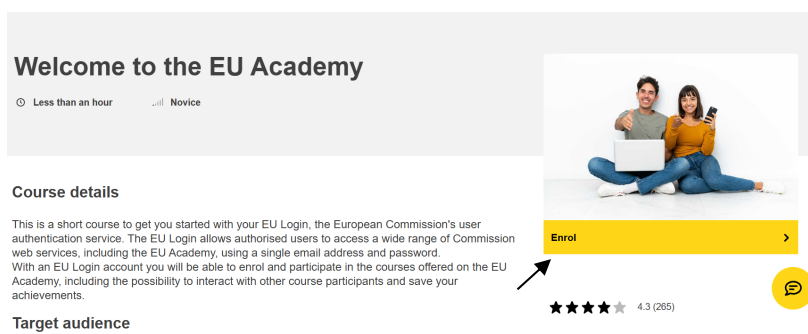 Welcome to the EU Academy
Less than an hour
Novice
Course details
This is a short course to get you started with your EU Login, the European Commission's user
authentication service. The EU Login allows authorised users to access a wide range of Commission
web services, including the EU Academy, using a single email address and password.
With an EU Login account you will be able to enrol and participate in the courses offered on the EU
Academy, including the possibility to interact with other course participants and save your
achievements.
Target audience
Enrol
4.3 (265)